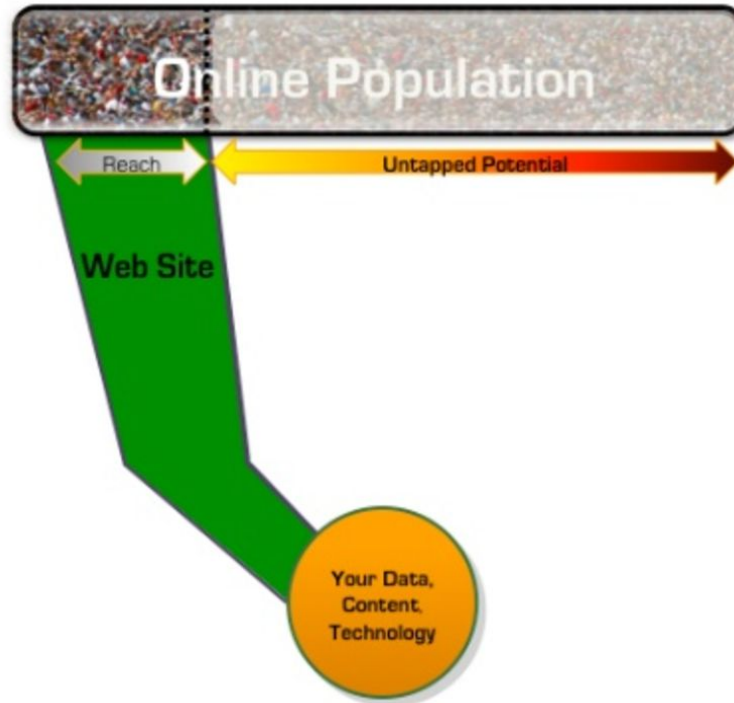 Online Population
Reach
Untapped Potential
Web Site
Your Data,
Content,
Technology